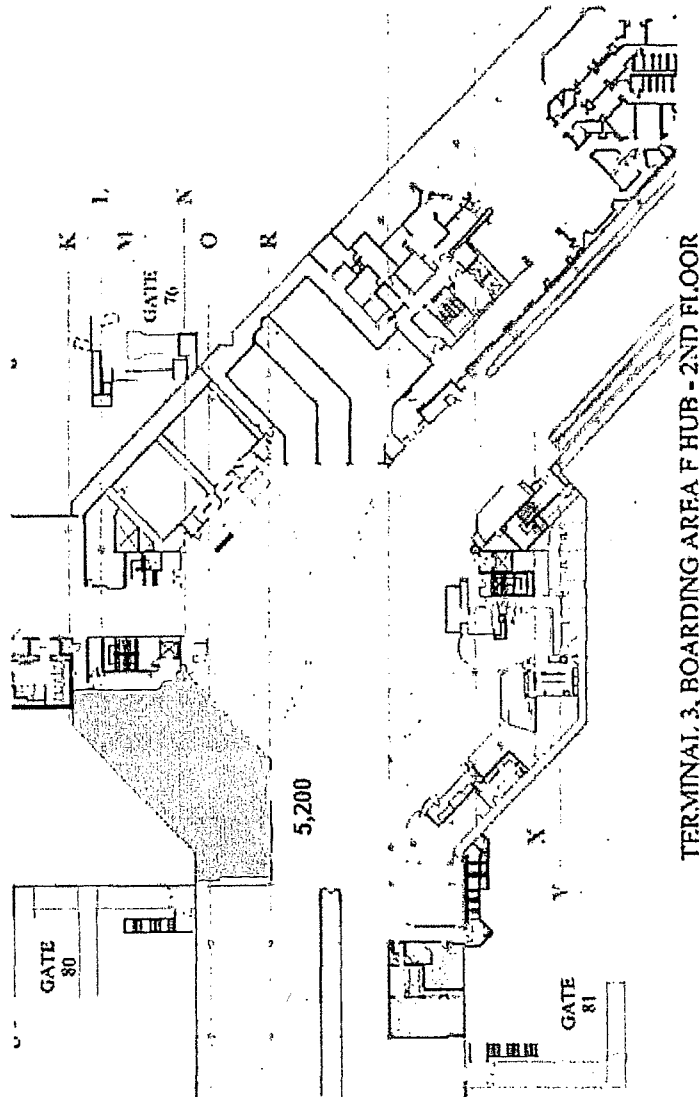 K
L
M
N
O
R
GATE
76
5,200
GATE
80
X
Y
GATE
81
TERMINAL 3, BOARDING AREA F HUB - 2ND FLOOR